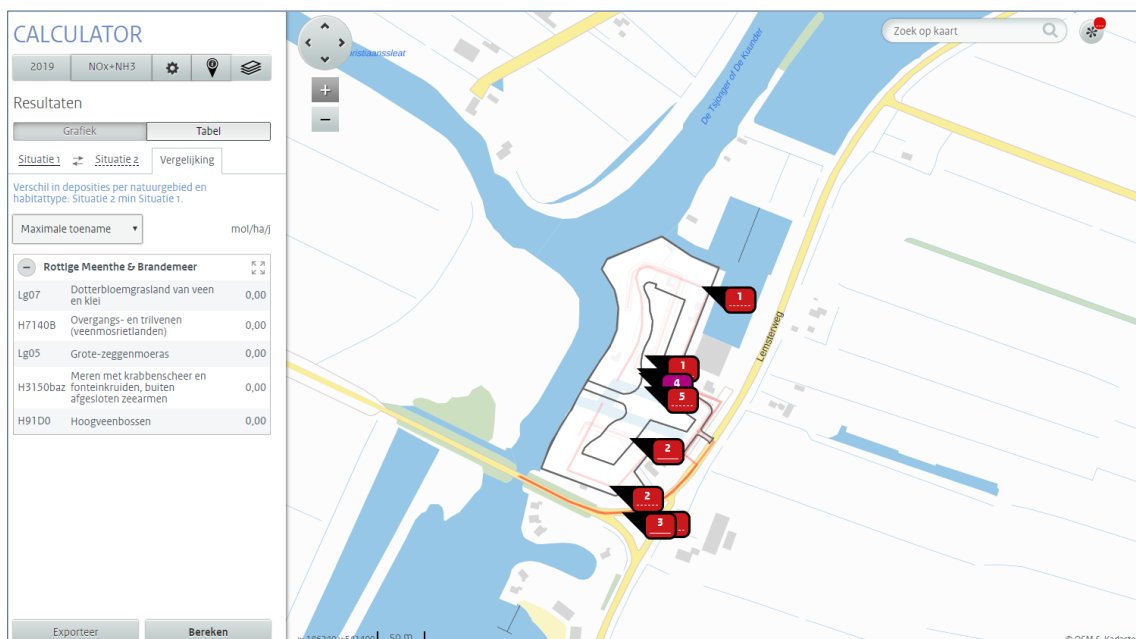 CALCULATOR
2019 NOx+NH3
Resultaten
Grafiek Tabel
Situatie 1 Situatie 2 Vergelijking
Verschil in deposities per natuurgebied en
habitattype: Situatie 2 min Situatie 1.
Maximale toename mol/ha/j
Rottige Meenthe & Brandemeer
Lg07 Dotterbloemgrasland van veen
en klei 0,00
H7140B Overgangs- en trilvenen
(veenmosrietlanden) 0,00
Lg05 Grote-zeggenmoeras 0,00
H3150baz Meren met krabbenscheer en
fonteinkruiden, buiten
afgesloten zeearmen 0,00
H91D0 Hoogveenbossen 0,00
Exporteer Bereken
Zoek op kaart
De Tsjonger of De Kuunder
Lemsterweg
1
1
4
5
2
2
3
50 m